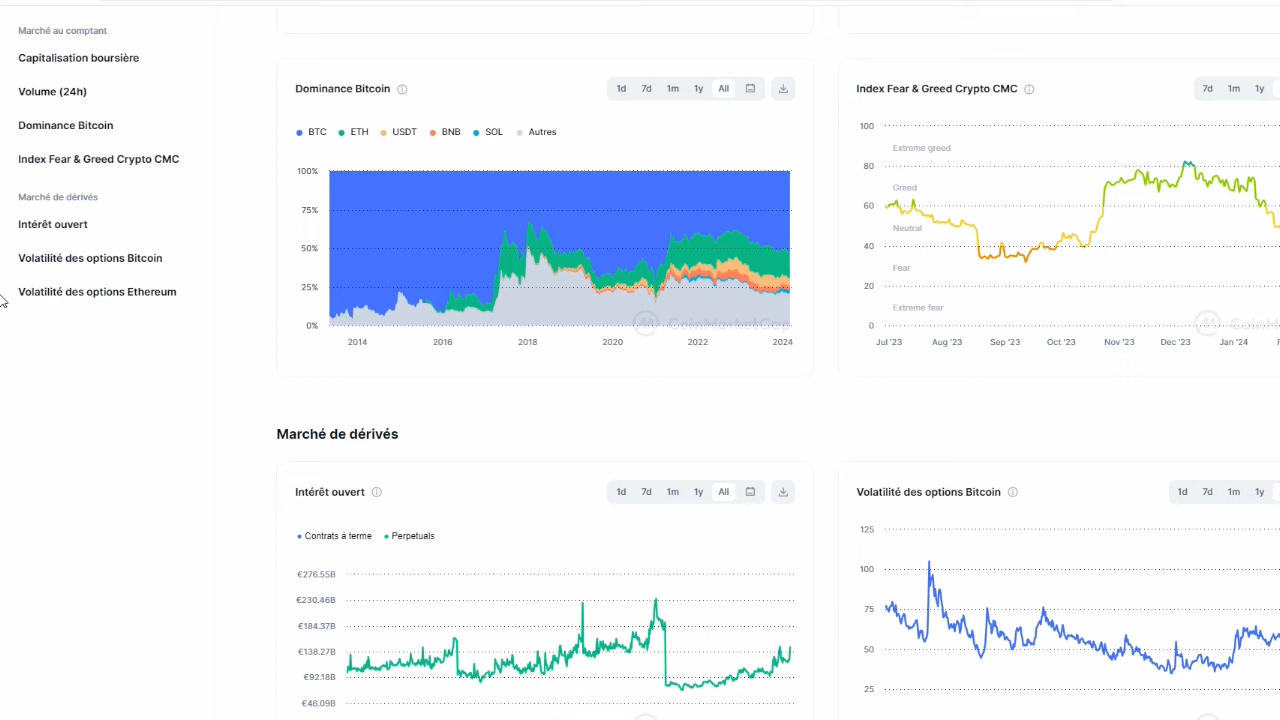 Marché au comptant
Capitalisation boursière
Volume (24h)
Dominance Bitcoin
Index Fear & Greed Crypto CMC
Marché de dérivés
Intérêt ouvert
Volatilité des options Bitcoin
Volatilité des options Ethereum
Dominance Bitcoin
1d 7d 1m 1y All
BTC ETH USDT BNB SOL Autres
100%
75%
50%
25%
0%
CoinMarketCap
2014 2016 2018 2020 2022 2024
Index Fear & Greed Crypto CMC
7d 1m 1y
100
Extreme greed
80
Greed
60
Neutral
40
Fear
20
Extreme fear
0
CoinM
Jul '23 Aug '23 Sep '23 Oct '23 Nov '23 Dec '23 Jan '24 F
Marché de dérivés
Intérêt ouvert
1d 7d 1m 1y All
Contrats à terme Perpetuals
€276.55B
€230.46B
€184.37B
€138.27B
€92.18B
€46.09B
Volatilité des options Bitcoin
1d 7d 1m 1y
125
100
75
50
25